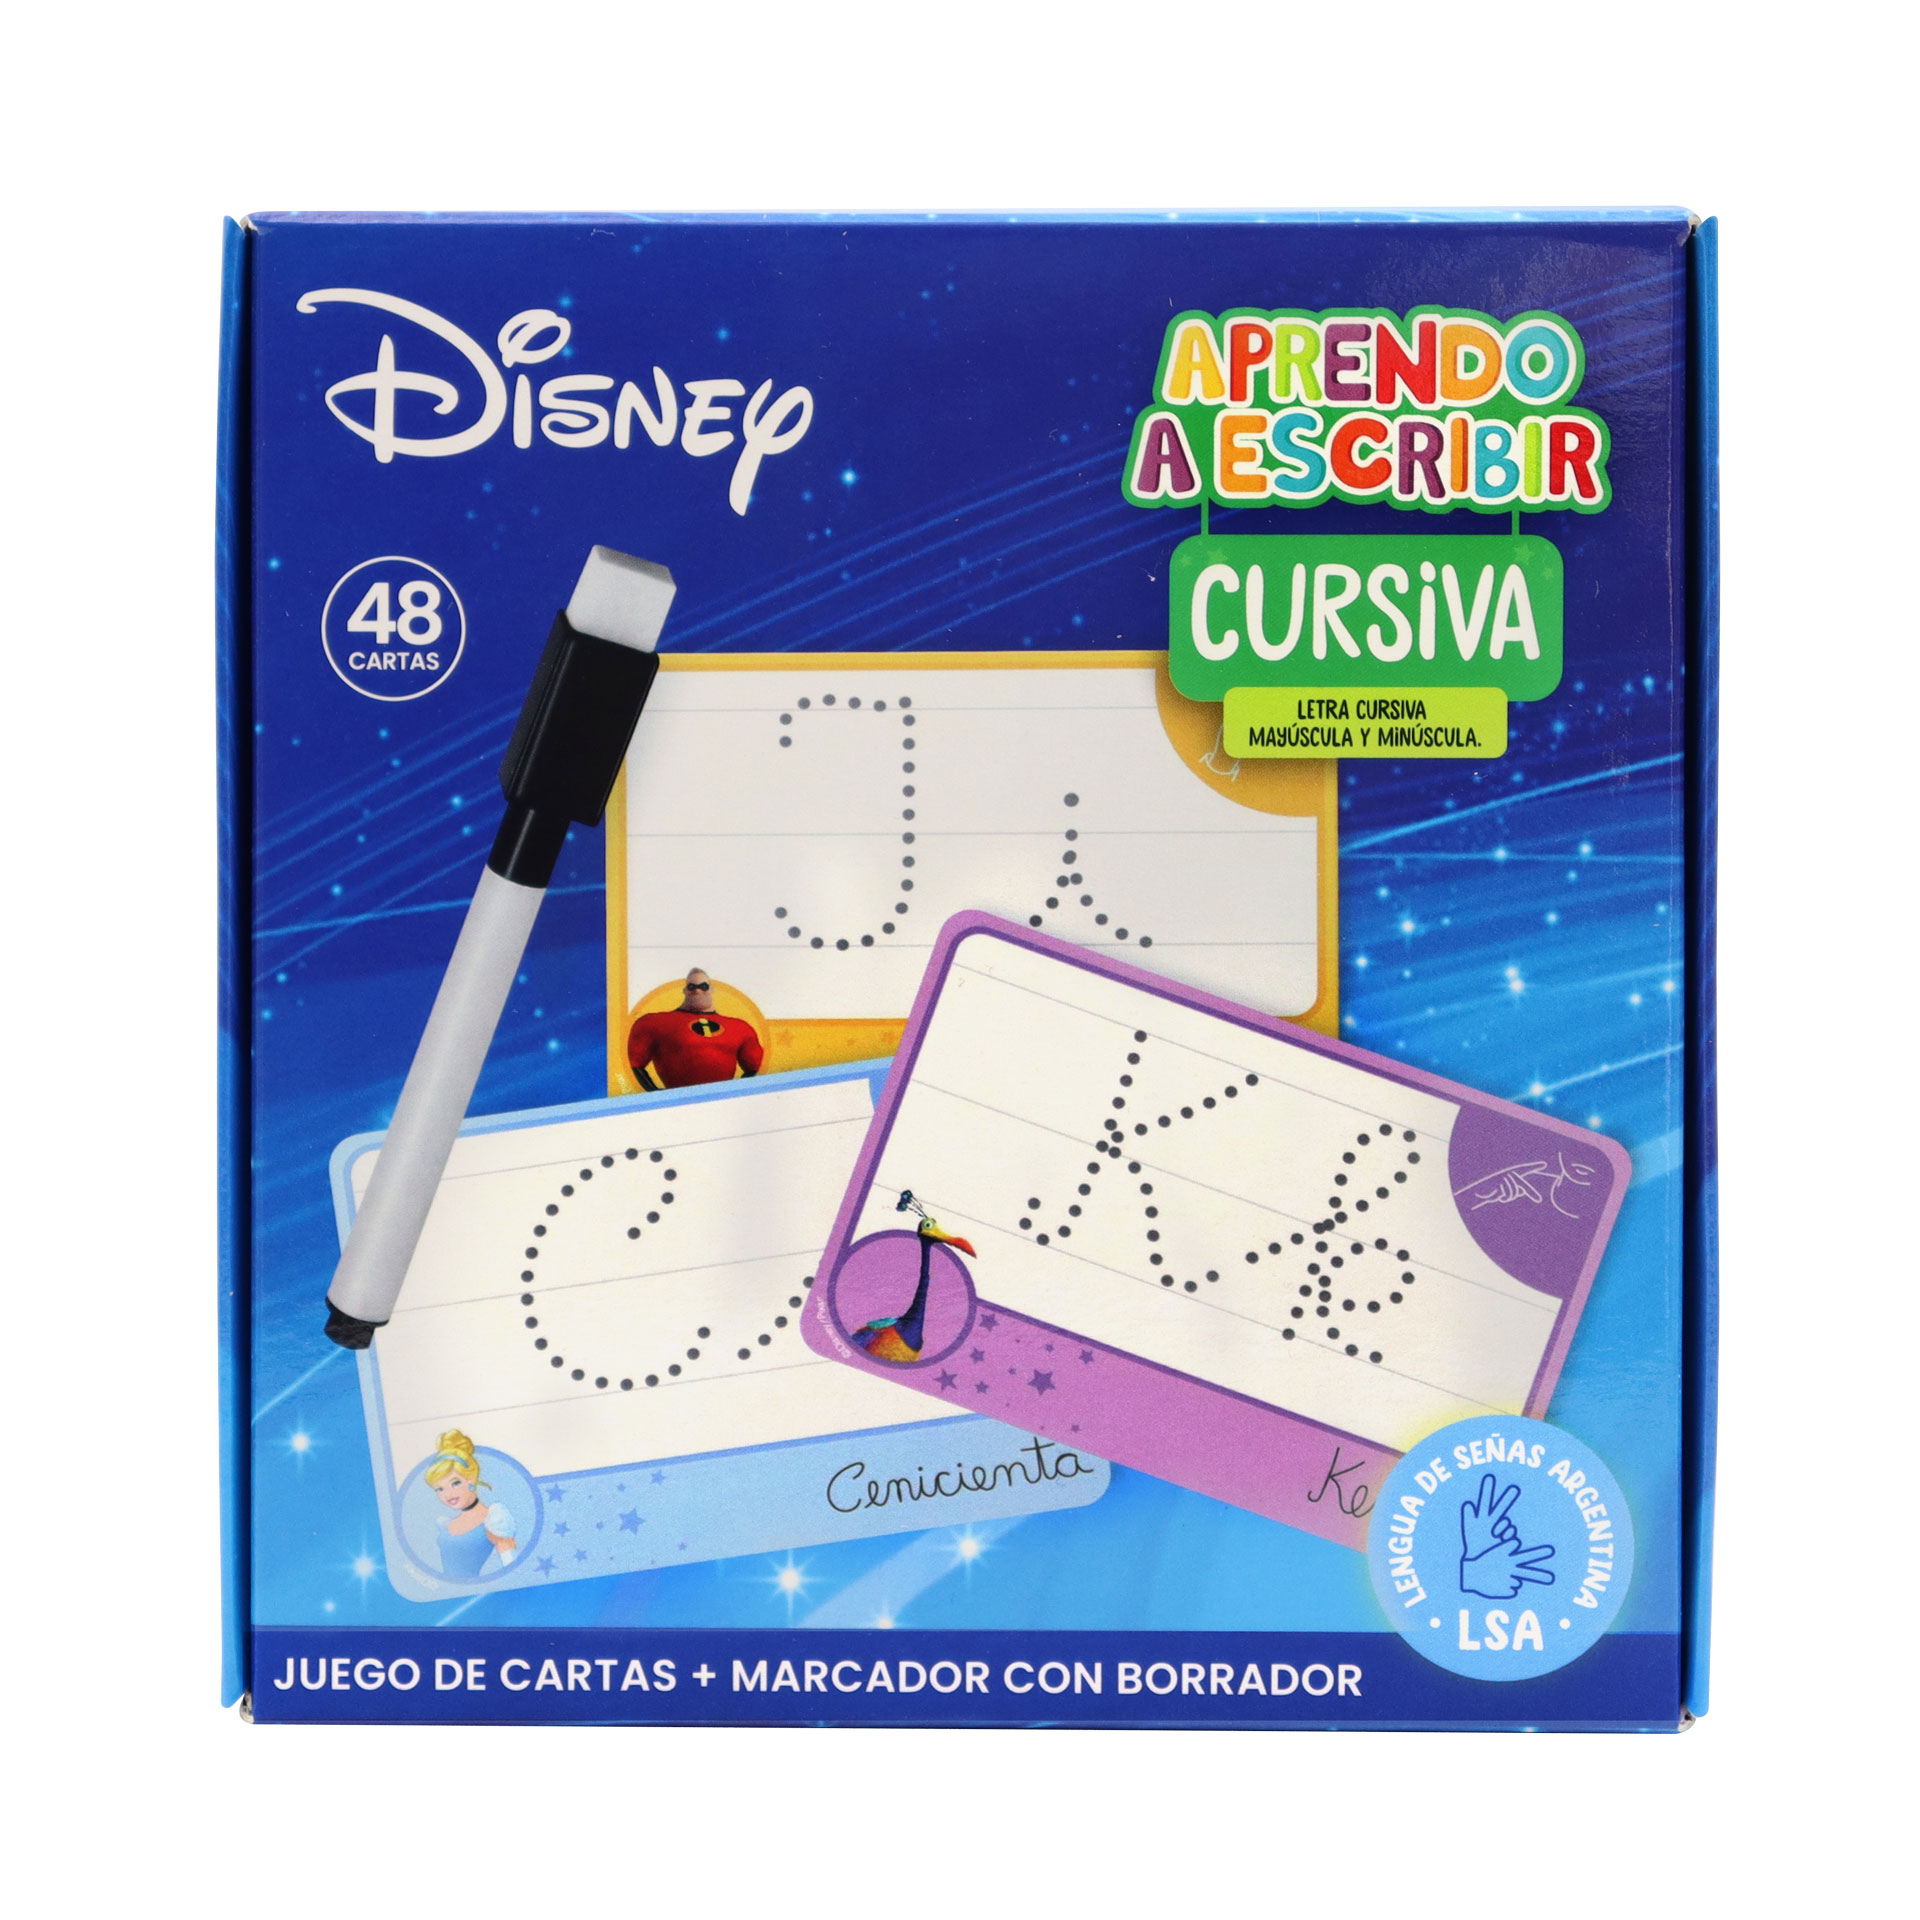 DISNEY
APRENDO
A ESCRIBIR
CURSIVA
LETRA CURSIVA
MAYÚSCULA Y MINÚSCULA.
48
CARTAS
I i
K k
C
Cenicienta
Ke
LENGUA DE SEÑAS ARGENTINA
• LSA •
JUEGO DE CARTAS + MARCADOR CON BORRADOR